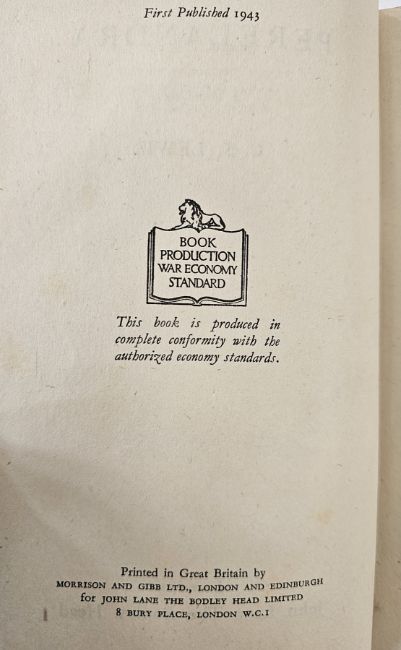 First Published 1943
BOOK
PRODUCTION
WAR ECONOMY
STANDARD
This book is produced in
complete conformity with the
authorized economy standards.
Printed in Great Britain by
MORRISON AND GIBB LTD., LONDON AND EDINBURGH
for JOHN LANE THE BODLEY HEAD LIMITED
8 BURY PLACE, LONDON W.C.1